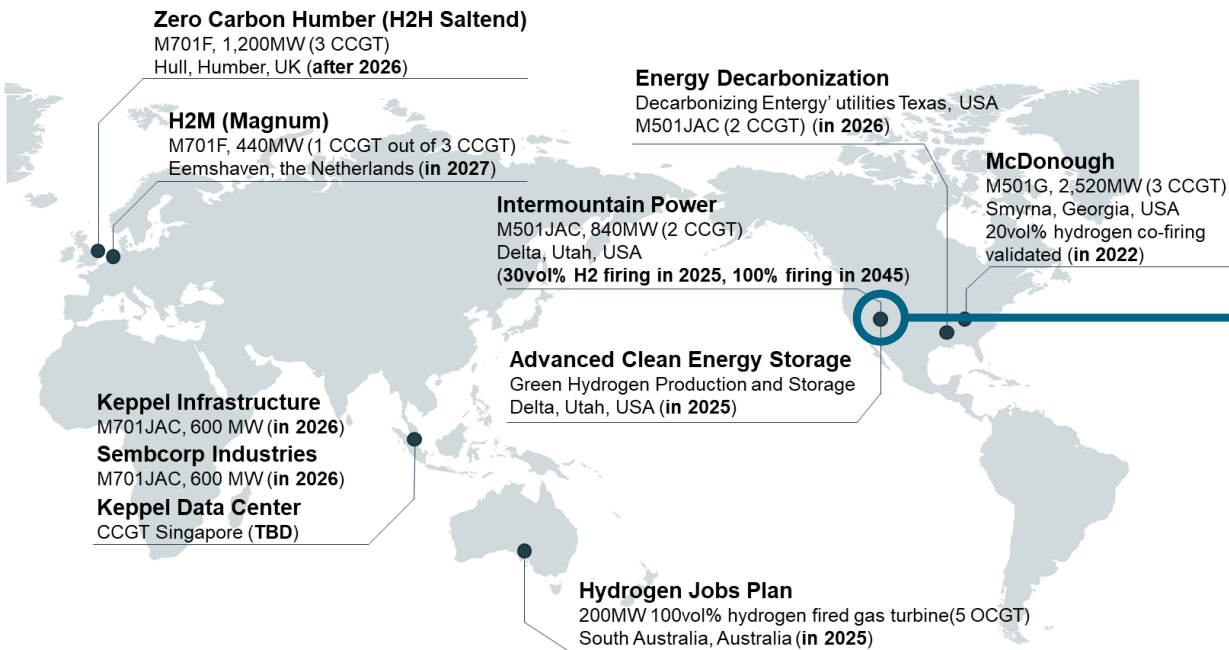 Zero Carbon Humber (H2H Saltend)
M701F, 1,200MW (3 CCGT)
Hull, Humber, UK (after 2026)
H2M (Magnum)
M701F, 440MW (1 CCGT out of 3 CCGT)
Eemshaven, the Netherlands (in 2027)
Energy Decarbonization
Decarbonizing Entergy' utilities Texas, USA
M501JAC (2 CCGT) (in 2026)
McDonough
M501G, 2,520MW (3 CCGT)
Smyrna, Georgia, USA
20vol% hydrogen co-firing
validated (in 2022)
Intermountain Power
M501JAC, 840MW (2 CCGT)
Delta, Utah, USA
(30vol% H2 firing in 2025, 100% firing in 2045)
Advanced Clean Energy Storage
Green Hydrogen Production and Storage
Delta, Utah, USA (in 2025)
Keppel Infrastructure
M701JAC, 600 MW (in 2026)
Sembcorp Industries
M701JAC, 600 MW (in 2026)
Keppel Data Center
CCGT Singapore (TBD)
Hydrogen Jobs Plan
200MW 100vol% hydrogen fired gas turbine(5 OCGT)
South Australia, Australia (in 2025)